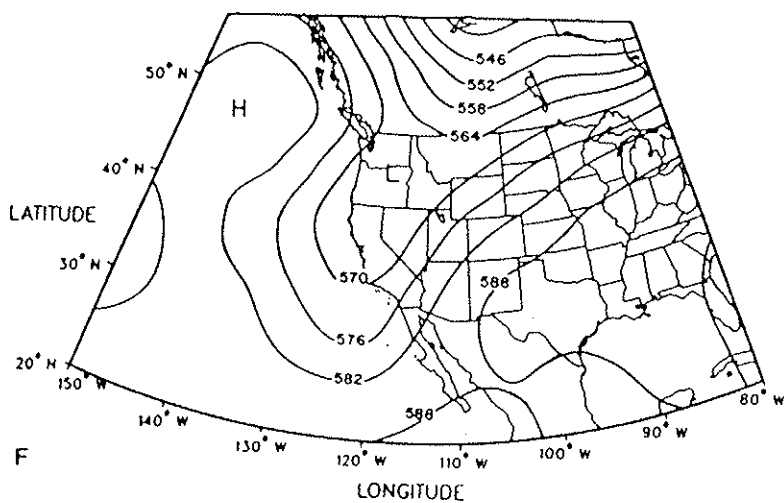 546
552
50° N
558
H
564
40° N
L
LATITUDE
30° N
570
588
576
20° N
582
150° W
80° W
588
140° W
90° W
130° W
100° W
120° W
110° W
F
LONGITUDE